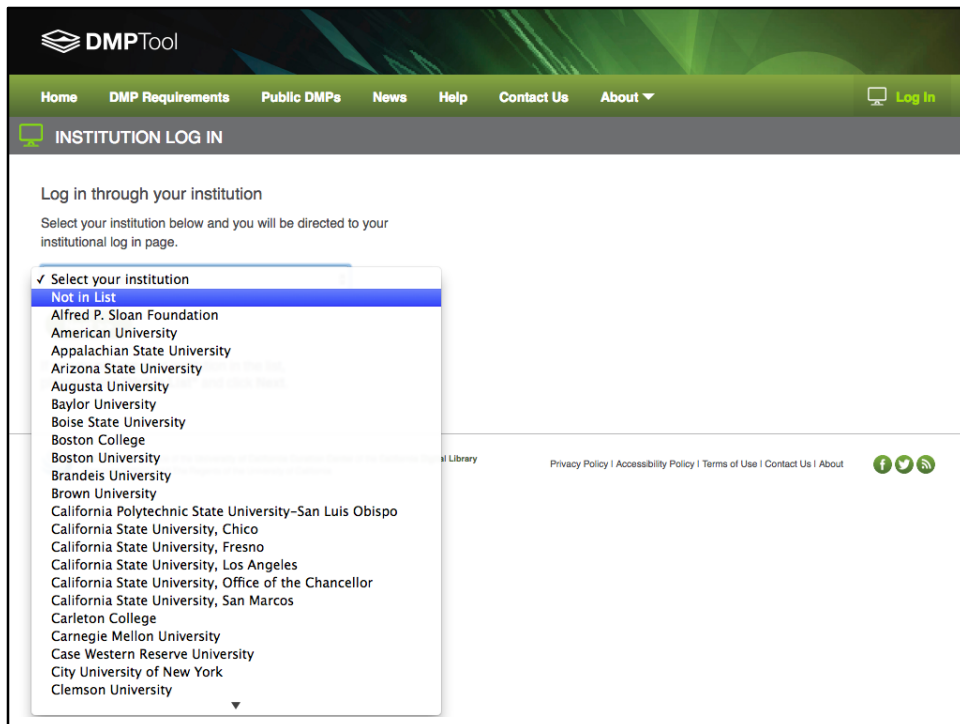 DMPTool
Home DMP Requirements Public DMPs News Help Contact Us About Log In
INSTITUTION LOG IN
Log in through your institution
Select your institution below and you will be directed to your
institutional log in page.
✓ Select your institution
Not in List
Alfred P. Sloan Foundation
American University
Appalachian State University
Arizona State University
Augusta University
Baylor University
Boise State University
Boston College
Boston University
Brandeis University
Brown University
California Polytechnic State University–San Luis Obispo
California State University, Chico
California State University, Fresno
California State University, Los Angeles
California State University, Office of the Chancellor
California State University, San Marcos
Carleton College
Carnegie Mellon University
Case Western Reserve University
City University of New York
Clemson University
Library
Privacy Policy | Accessibility Policy | Terms of Use | Contact Us | About